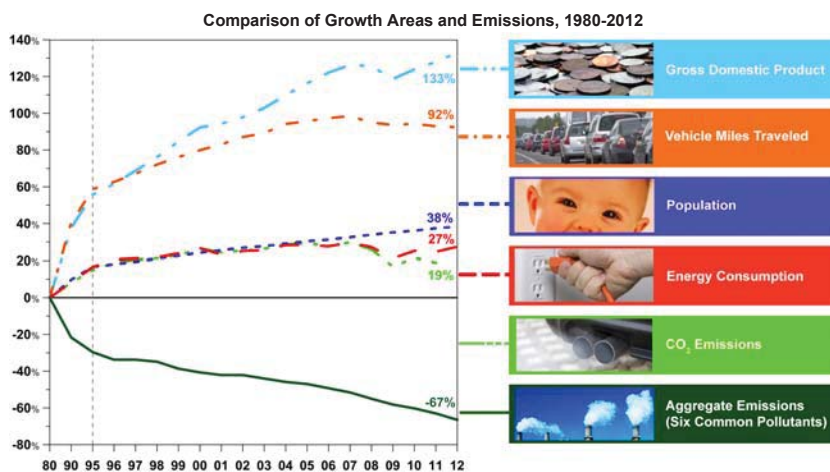 Comparison of Growth Areas and Emissions, 1980-2012
140%
120%
100%
80%
60%
40%
20%
0%
-20%
-40%
-60%
-80%
133%
92%
38%
27%
19%
-67%
80 90 95 96 97 98 99 00 01 02 03 04 05 06 07 08 09 10 11 12
Gross Domestic Product
Vehicle Miles Traveled
Population
Energy Consumption
CO₂ Emissions
Aggregate Emissions
(Six Common Pollutants)